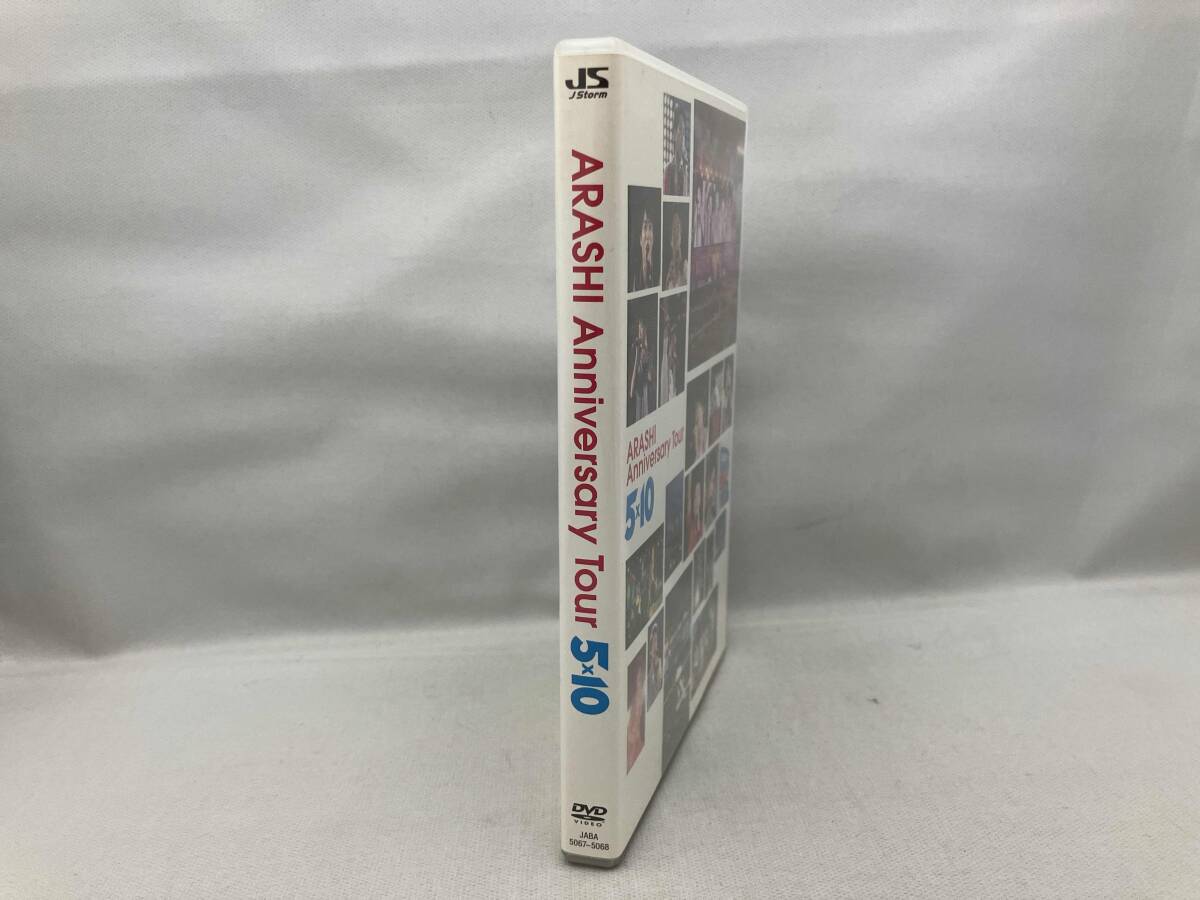 JS
J Storm
ARASHI Anniversary Tour 5×10
DVD
VIDEO
JABA
5067~5068
ARASHI
Anniversary Tour
5×10